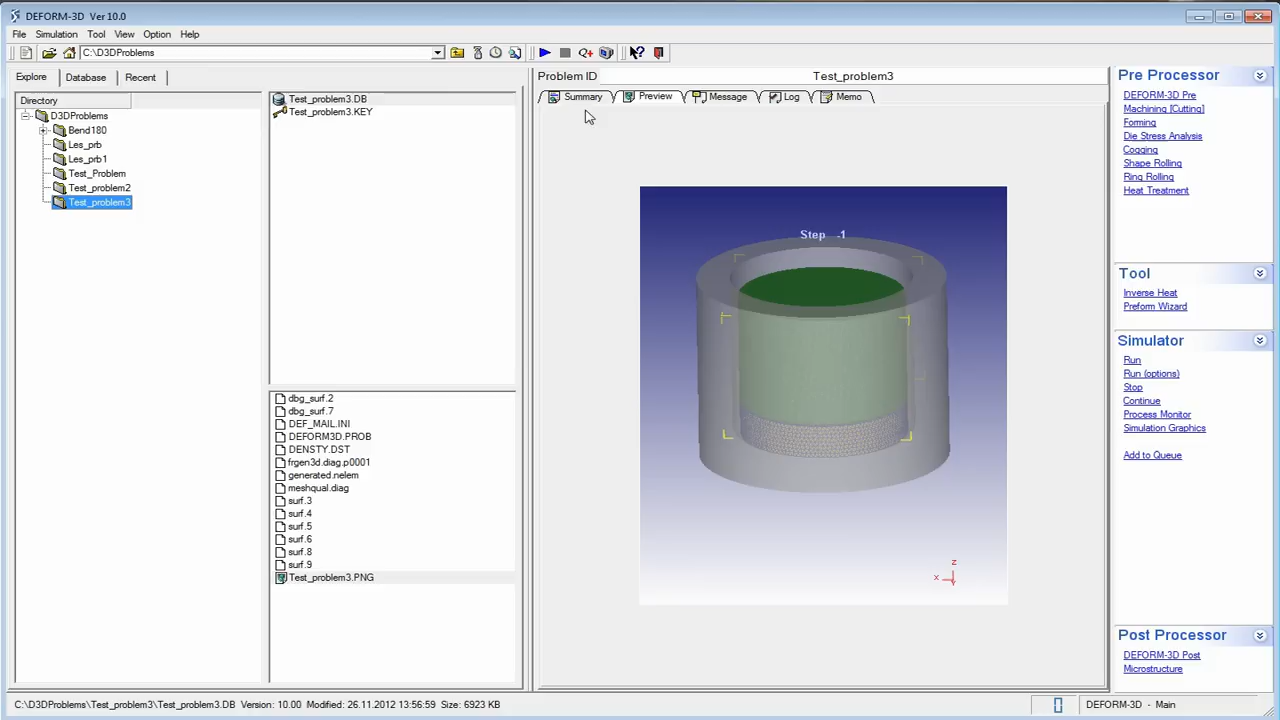 DEFORM-3D Ver 10.0
File Simulation Tool View Option Help
C:\D3DProblems
Explore Database Recent
Directory
D3DProblems
Bend180
Les_prb
Les_prb1
Test_Problem
Test_problem2
Test_problem3
Test_problem3.DB
Test_problem3.KEY
dbg_surf.2
dbg_surf.7
DEF_MAIL.INI
DEFORM3D.PROB
DENSTY.DST
frgen3d.diag.p0001
generated.nelem
meshqual.diag
surf.3
surf.4
surf.5
surf.6
surf.8
surf.9
Test_problem3.PNG
Problem ID Test_problem3
Summary Preview Message Log Memo
Step -1
z
x
Pre Processor
DEFORM-3D Pre
Machining [Cutting]
Forming
Die Stress Analysis
Cogging
Shape Rolling
Ring Rolling
Heat Treatment
Tool
Inverse Heat
Preform Wizard
Simulator
Run
Run (options)
Stop
Continue
Process Monitor
Simulation Graphics
Add to Queue
Post Processor
DEFORM-3D Post
Microstructure
C:\D3DProblems\Test_problem3\Test_problem3.DB Version: 10.00 Modified: 20.11.2012 13:56:59 Size: 6923 KB
DEFORM-3D - Main